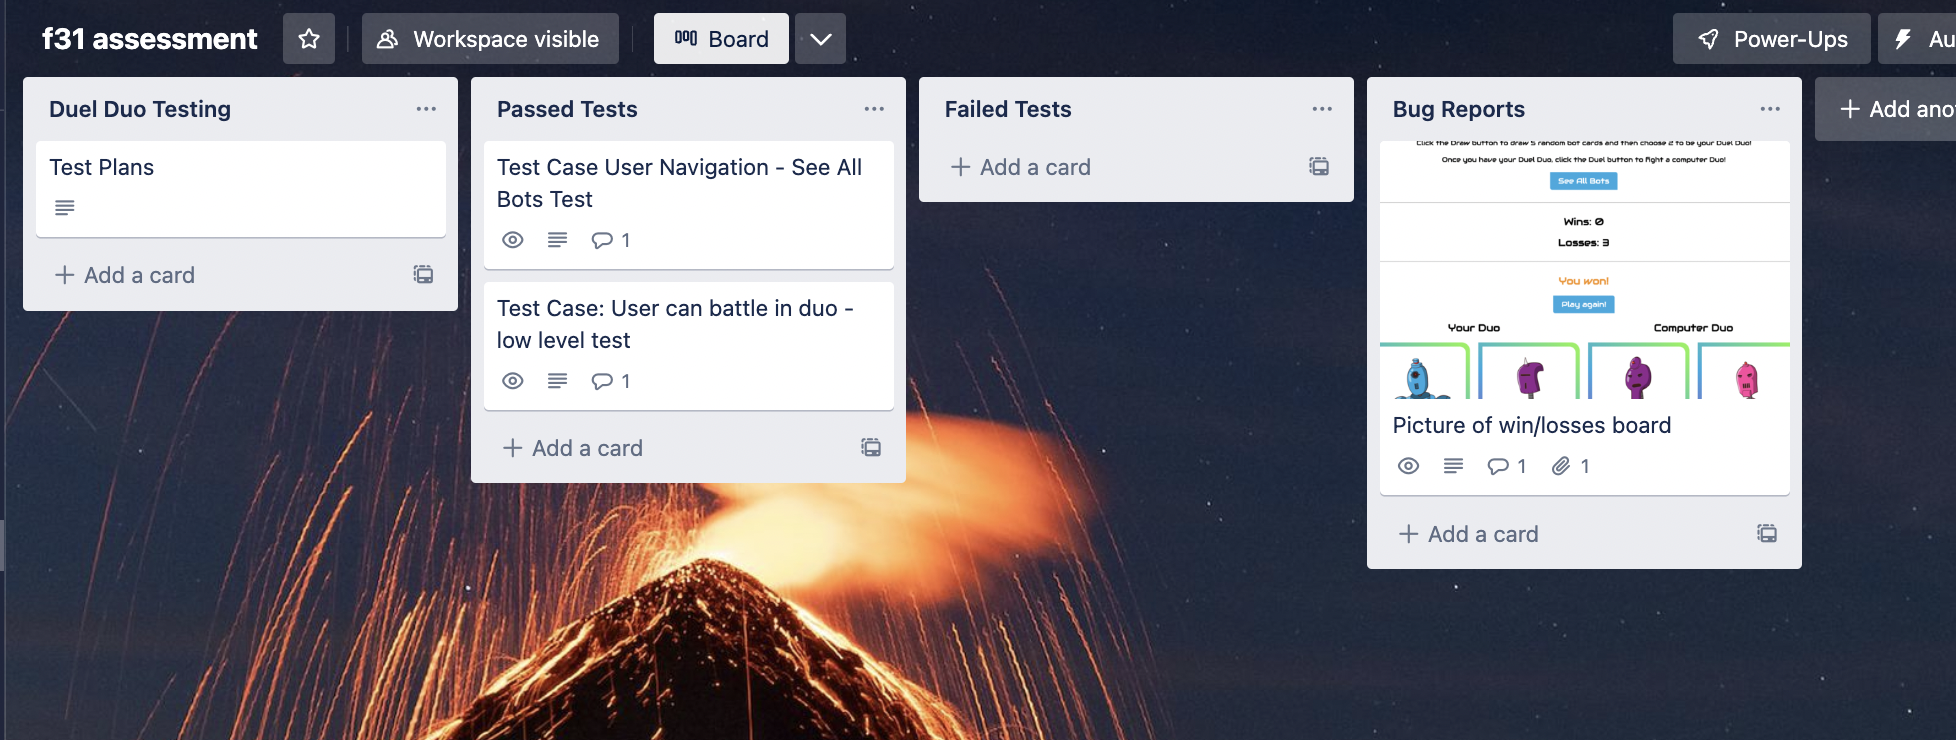 f31 assessment
Workspace visible
Board
Power-Ups
Au
Duel Duo Testing
Test Plans
Add a card
Passed Tests
Test Case User Navigation - See All
Bots Test
1
Test Case: User can battle in duo -
low level test
1
Add a card
Failed Tests
Add a card
Bug Reports
Click the Draw button to draw 5 random bot cards and then choose 2 to be your Duel Duo!
Once you have your Duel Duo, click the Duel button to fight a computer Duo!
See All Bots
Wins: 0
Losses: 3
You won!
Play again!
Your Duo
Computer Duo
Picture of win/losses board
1
1
Add a card
Add ano